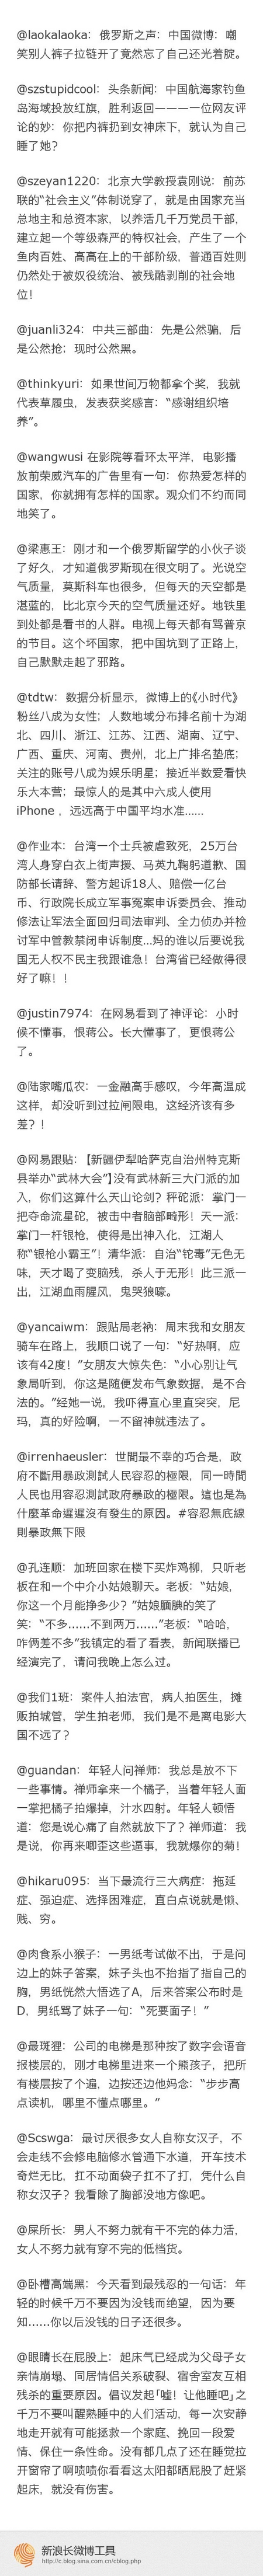 @laokalaoka：俄罗斯之声：中国微博：嘲
笑别人裤子拉链开了竟然忘了自己还光着腚。
@szstupidcool：头条新闻：中国航海家钓鱼
岛海域投放红旗，胜利返回———一位网友评
论的妙：你把内裤扔到女神床下，就认为自己
睡了她？
@szeyan1220：北京大学教授袁刚说：前苏
联的“社会主义”体制说穿了，就是由国家充当
总地主和总资本家，以养活几千万党员干部，
建立起一个等级森严的特权社会，产生了一个
鱼肉百姓、高高在上的干部阶级，普通百姓则
仍然处于被奴役统治、被残酷剥削的社会地
位！
@juanli324：中共三部曲：先是公然骗，后
是公然抢；现时公然黑。
@thinkyuri：如果世间万物都拿个奖，我就
代表草履虫，发表获奖感言：“感谢组织培
养”。
@wangwusi 在影院等看环太平洋，电影播
放前荣威汽车的广告里有一句：你热爱怎样的
国家，你就拥有怎样的国家。观众们不约而同
地笑了。
@梁惠王：刚才和一个俄罗斯留学的小伙子谈
了好久，才知道俄罗斯现在很文明了。光说空
气质量，莫斯科车也很多，但每天的天空都是
湛蓝的，比北京今天的空气质量还好。地铁里
到处都是看书的人群。电视上每天都有骂普京
的节目。这个坏国家，把中国坑到了正路上，
自己默默走起了邪路。
@tdtw：数据分析显示，微博上的《小时代》
粉丝八成为女性；人数地域分布排名前十为湖
北、四川、浙江、江苏、江西、湖南、辽宁、
广西、重庆、河南、贵州，北上广排名垫底；
关注的账号八成为娱乐明星；接近半数爱看快
乐大本营；最惊人的是其中六成人使用
iPhone ，远远高于中国平均水准……
@作业本：台湾一个士兵被虐致死，25万台
湾人身穿白衣上街声援、马英九鞠躬道歉、国
防部长请辞、警方起诉18人、赔偿一亿台
币、行政院长成立军事冤案申诉委员会、推动
修法让军法全面回归司法审判、全力侦办并检
讨军中管教禁闭申诉制度…妈的谁以后要说我
国无人权不民主我跟谁急！台湾省已经做得很
好了嘛！！
@justin7974：在网易看到了神评论：小时
候不懂事，恨蒋公。长大懂事了，更恨蒋公
了。
@陆家嘴瓜农：一金融高手感叹，今年高温成
这样，却没听到过拉闸限电，这经济该有多
差？！
@网易跟贴：【新疆伊犁哈萨克自治州特克斯
县举办“武林大会”】没有武林新三大门派的加
入，你们这算什么天山论剑？秤砣派：掌门一
把夺命流星砣，被击中者脑部畸形！天一派：
掌门一杆银枪，使得是出神入化，江湖人
称“银枪小霸王”！清华派：自治“铊毒”无色无
味，天才喝了变脑残，杀人于无形！此三派一
出，江湖血雨腥风，鬼哭狼嚎。
@yancaiwm：跟贴局老衲：周末我和女朋友
骑车在路上，我顺口说了一句：“好热啊，应
该有42度！”女朋友大惊失色：“小心别让气
象局听到，你这是随便发布气象数据，是不合
法的。”经她一说，我吓得直心里直突突，尼
玛，真的好险啊，一不留神就违法了。
@irrenhaeusler：世間最不幸的巧合是，政
府不斷用暴政測試人民容忍的極限，同一時間
人民也用容忍測試政府暴政的極限。這也是為
什麼革命遲遲沒有發生的原因。#容忍無底線
則暴政無下限
@孔连顺：加班回家在楼下买炸鸡柳，只听老
板在和一个中介小姑娘聊天。老板：“姑娘，
你这一个月能挣多少？”姑娘腼腆的笑了
笑：“不多……不到两万……”老板：“哈哈，
咋俩差不多”我镇定的看了看表，新闻联播已
经演完了，请问我晚上怎么过。
@我们1班：案件人拍法官，病人拍医生，摊
贩拍城管，学生拍老师，我们是不是离电影大
国不远了？
@guandan：年轻人问禅师：我总是放不下
一些事情。禅师拿来一个橘子，当着年轻人面
一掌把橘子拍爆掉，汁水四射。年轻人顿悟
道：您是说心痛了自然就放下了？禅师道：我
是说，你再来唧歪这些逼事，我就爆你的菊！
@hikaru095：当下最流行三大病症：拖延
症、强迫症、选择困难症，直白点说就是懒、
贱、穷。
@肉食系小猴子：一男纸考试做不出，于是问
边上的妹子答案，妹子头也不抬指了指自己的
胸，男纸恍然大悟选了A，后来答案公布时是
D，男纸骂了妹子一句：“死要面子！”
@最斑狸：公司的电梯是那种按了数字会语音
报楼层的，刚才电梯里进来一个熊孩子，把所
有楼层按了个遍，边按还边他妈念：“步步高
点读机，哪里不懂点哪里。”
@Scswga：最讨厌很多女人自称女汉子，不
会走线不会修电脑修水管通下水道，开车技术
奇烂无比，扛不动面袋子扛不了打，凭什么自
称女汉子？我看除了胸部没地方像吧。
@屎所长：男人不努力就有干不完的体力活，
女人不努力就有穿不完的低档货。
@卧槽高端黑：今天看到最残忍的一句话：年
轻的时候千万不要因为没钱而绝望，因为要
知……你以后没钱的日子还很多。
@眼睛长在屁股上：起床气已经成为父母子女
亲情崩塌、同居情侣关系破裂、宿舍室友互相
残杀的重要原因。倡议发起「嘘！让他睡吧」之
千万不要叫醒熟睡中的人们活动，每一次安静
地走开就有可能拯救一个家庭、挽回一段爱
情、保住一条性命。没有都几点了还在睡觉拉
开窗帘了啊啧啧你看看这太阳都晒屁股了赶紧
起床，就没有伤害。
新浪长微博工具
http://c.blog.sina.com.cn/cblog.php